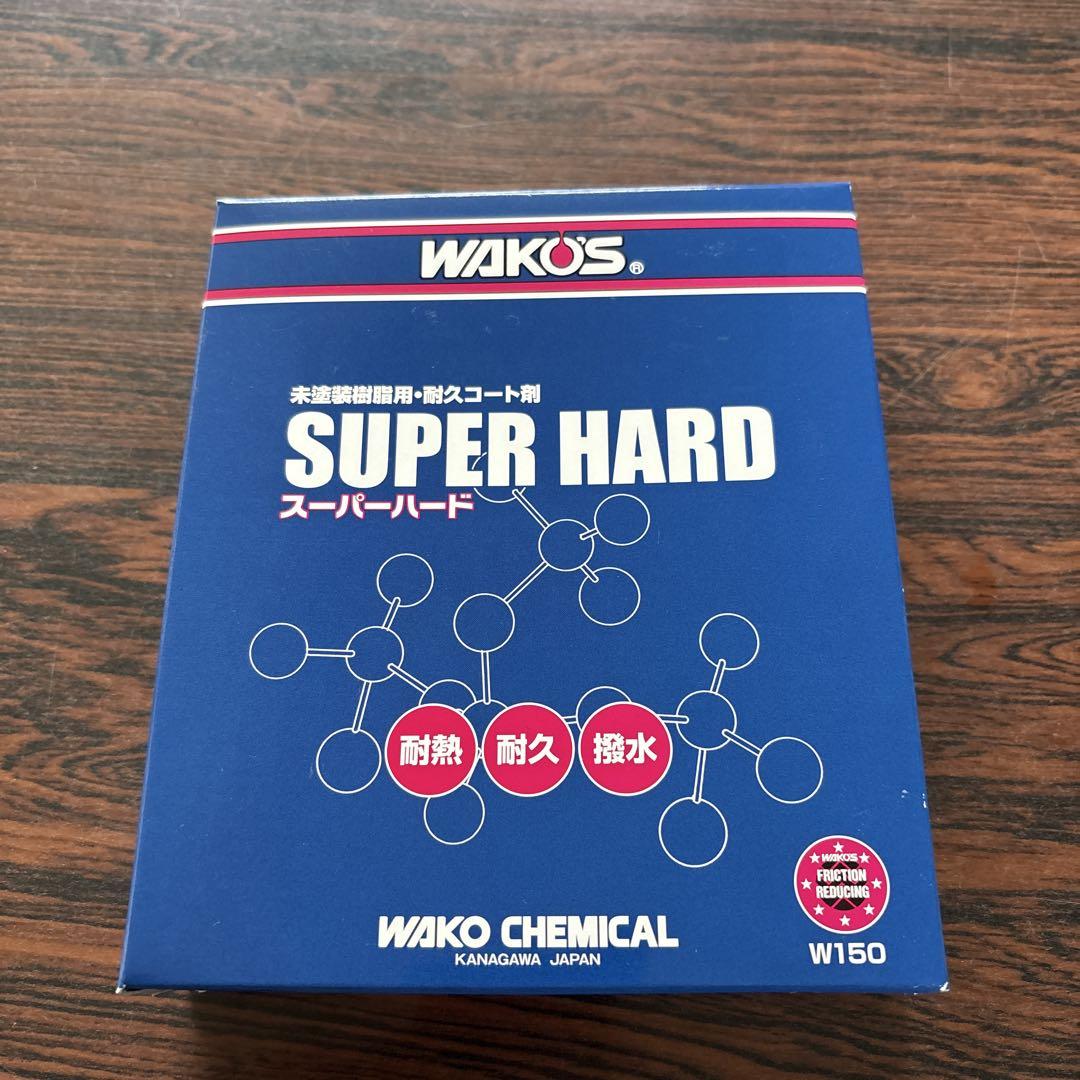 WAKO'S®
未塗装樹脂用・耐久コート剤
SUPER HARD
スーパーハード
耐熱 耐久 撥水
WAKO'S
FRICTION
REDUCING
W150
WAKO CHEMICAL
KANAGAWA JAPAN